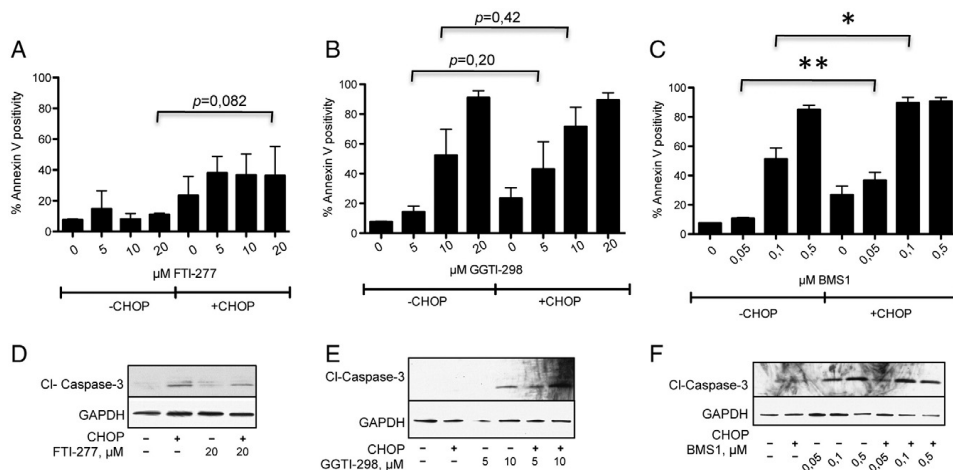 A
% Annexin V positivity
100
80
60
40
20
0
p=0,082
0 5 10 20 0 5 10 20
µM FTI-277
-CHOP +CHOP
B
% Annexin V positivity
100
80
60
40
20
0
p=0,42
p=0,20
0 5 10 20 0 5 10 20
µM GGTI-298
-CHOP +CHOP
C
% Annexin V positivity
100
80
60
40
20
0
*
**
0 0,05 0,1 0,5 0 0,05 0,1 0,5
µM BMS1
-CHOP +CHOP
D
Cl- Caspase-3
GAPDH
CHOP – + – +
FTI-277, µM – – 20 20
E
Cl-Caspase-3
GAPDH
CHOP – + – – + +
GGTI-298, µM – – 5 10 5 10
F
Cl-Caspase-3
GAPDH
CHOP – + – – – + + +
BMS1, µM – – 0,05 0,1 0,5 0,05 0,1 0,5